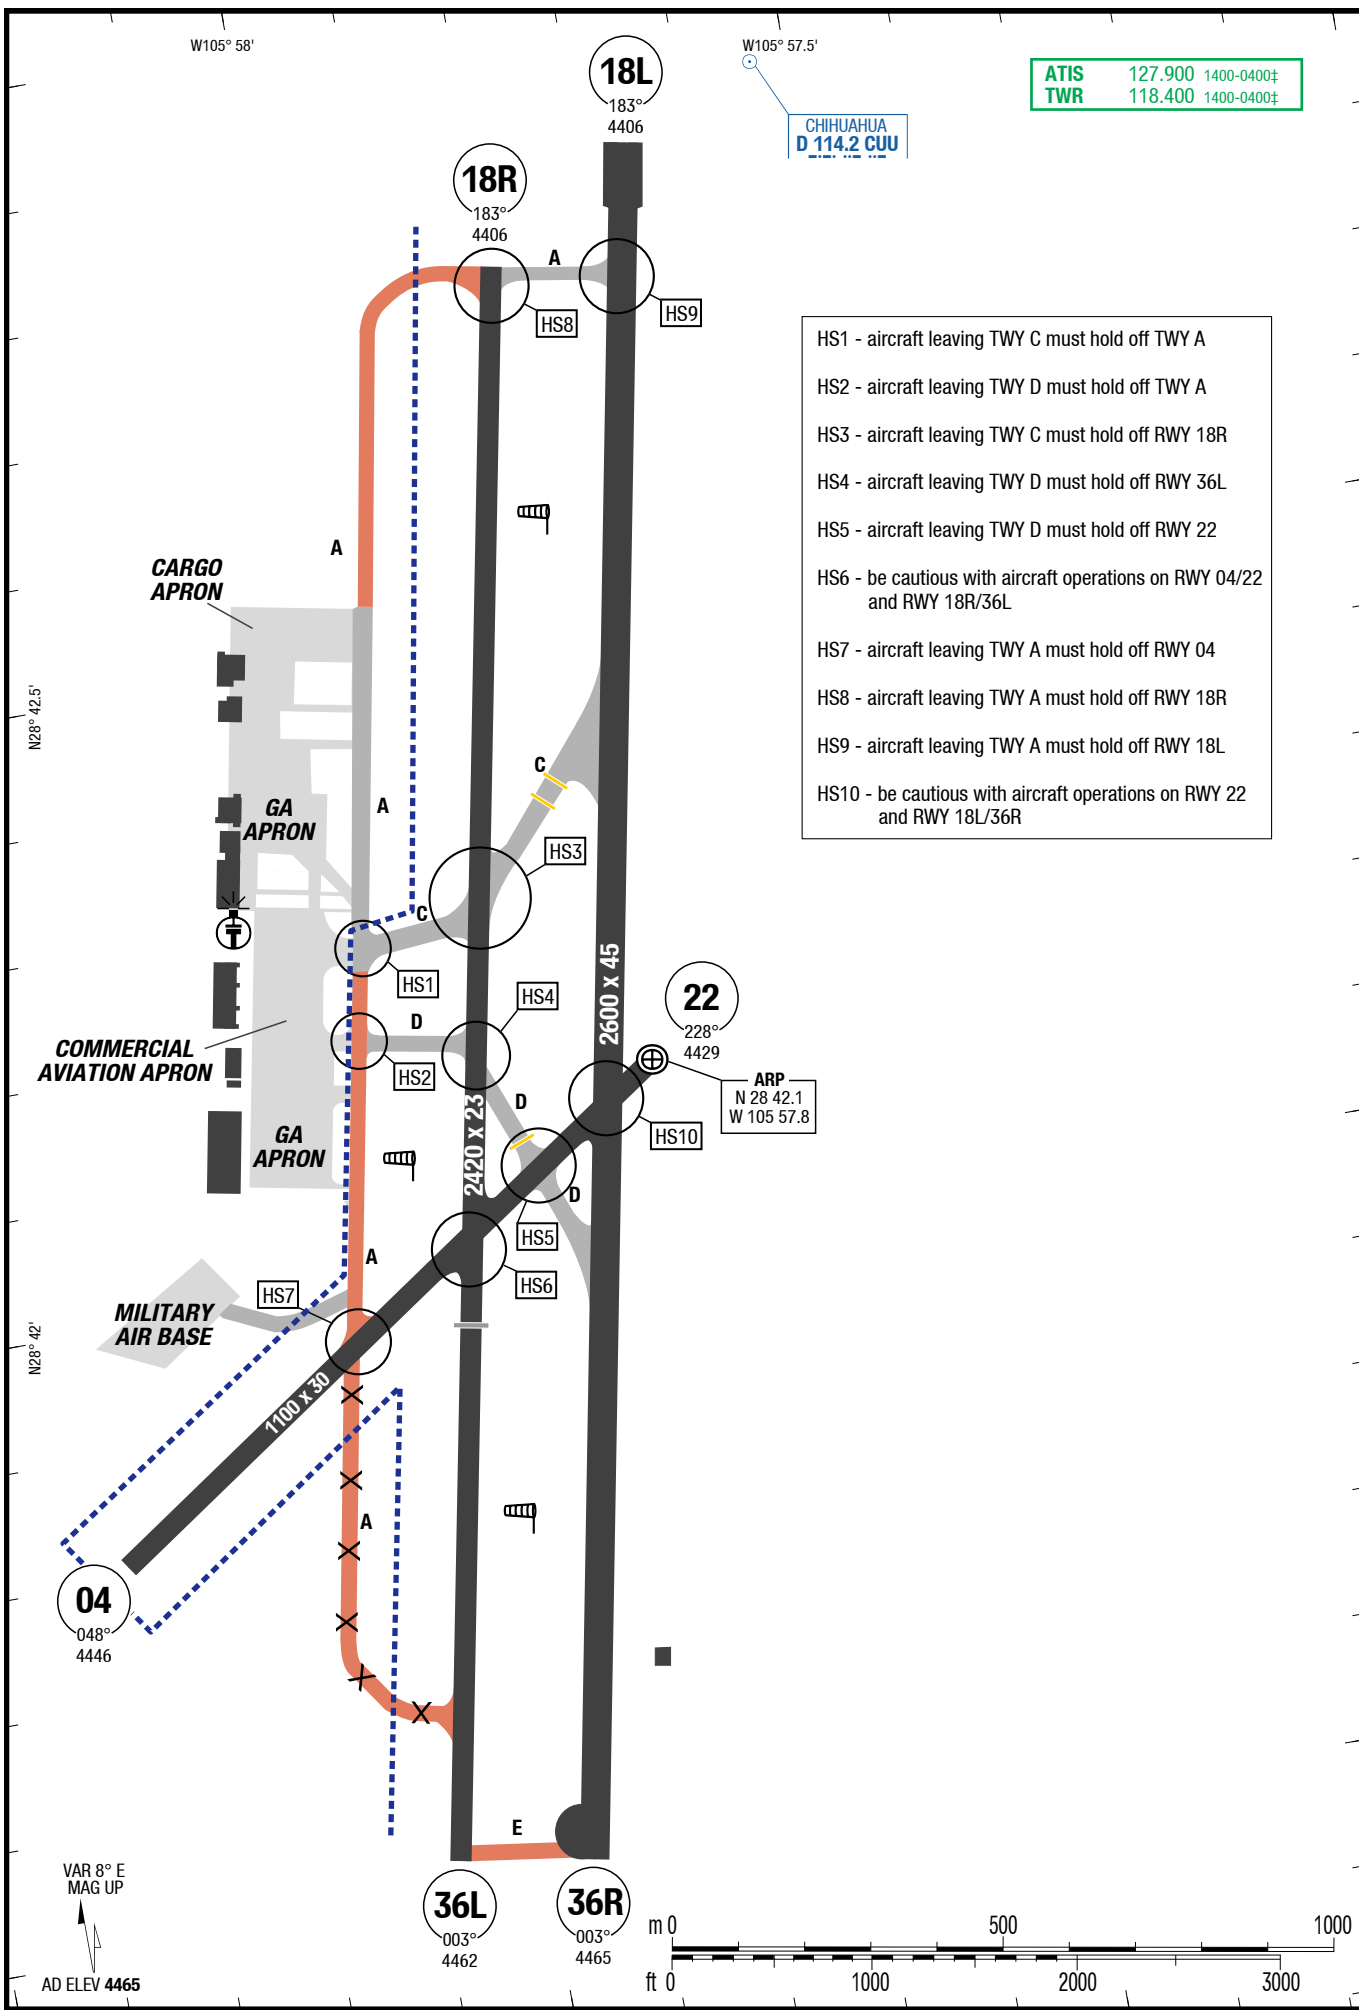 W105° 58'
W105° 57.5'
18L
183°
4406
ATIS 127.900 1400-0400‡
TWR 118.400 1400-0400‡
CHIHUAHUA
D 114.2 CUU
18R
183°
4406
A
HS8
HS9
HS1 - aircraft leaving TWY C must hold off TWY A
HS2 - aircraft leaving TWY D must hold off TWY A
HS3 - aircraft leaving TWY C must hold off RWY 18R
HS4 - aircraft leaving TWY D must hold off RWY 36L
HS5 - aircraft leaving TWY D must hold off RWY 22
HS6 - be cautious with aircraft operations on RWY 04/22
and RWY 18R/36L
HS7 - aircraft leaving TWY A must hold off RWY 04
HS8 - aircraft leaving TWY A must hold off RWY 18R
HS9 - aircraft leaving TWY A must hold off RWY 18L
HS10 - be cautious with aircraft operations on RWY 22
and RWY 18L/36R
A
CARGO
APRON
N28° 42.5'
C
A
GA
APRON
HS3
C
HS1
HS4
2600 x 45
22
228°
4429
D
COMMERCIAL
AVIATION APRON
HS2
ARP
N 28 42.1
W 105 57.8
D
2420 x 23
HS10
GA
APRON
D
HS5
A
HS6
HS7
MILITARY
AIR BASE
N28° 42'
1100 x 30
A
04
048°
4446
E
VAR 8° E
MAG UP
AD ELEV 4465
36L
003°
4462
36R
003°
4465
m 0 500 1000
ft 0 1000 2000 3000